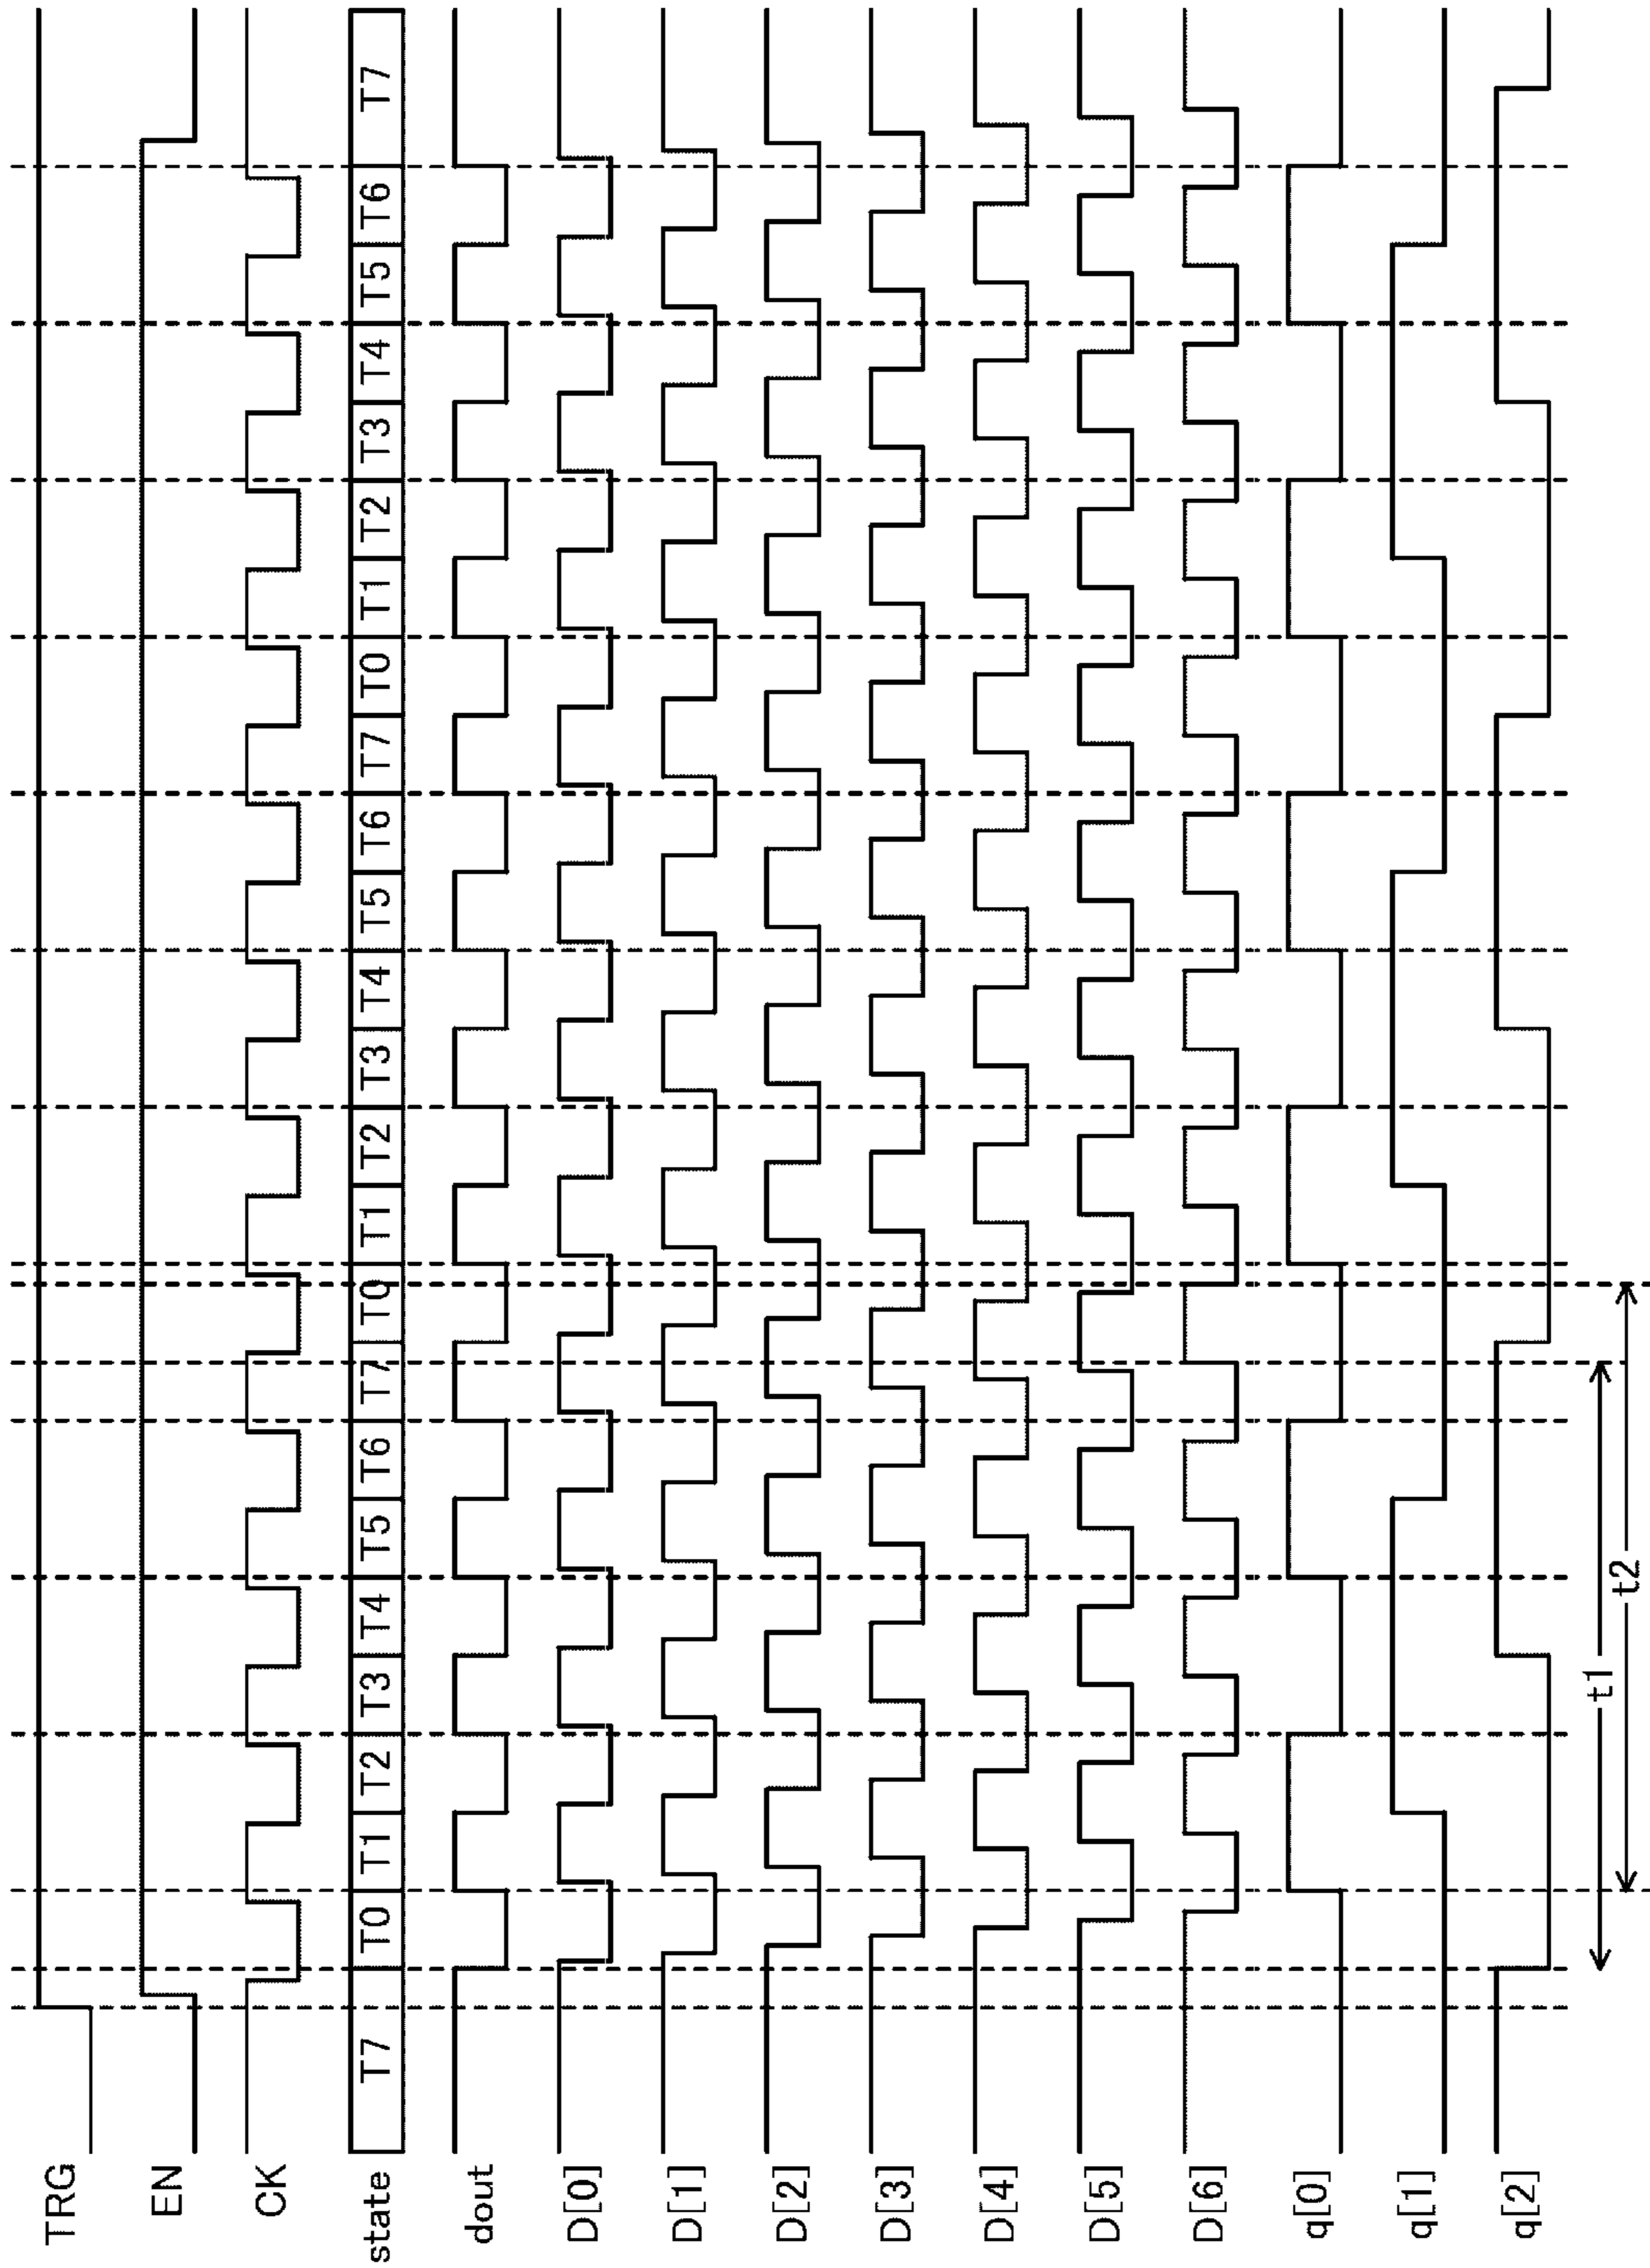 TRG
EN
CK
state T7 T0 T1 T2 T3 T4 T5 T6 T7 T0 T1 T2 T3 T4 T5 T6 T7 T0 T1 T2 T3 T4 T5 T6 T7
dout
D[0]
D[1]
D[2]
D[3]
D[4]
D[5]
D[6]
q[0]
q[1]
q[2]
t1
t2